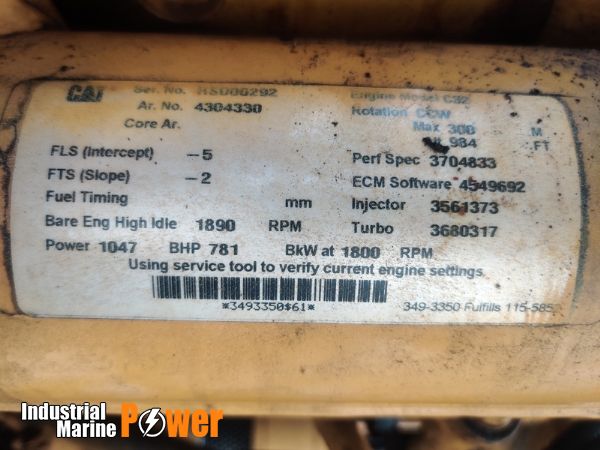 CAT Ser. No. HSD00292 Engine Model C32
Ar. No. 4304330 Rotation CCW
Core Ar. Max 300 M
984 FT
FLS (Intercept) -5 Perf Spec 3704833
FTS (Slope) -2 ECM Software 4549692
Fuel Timing mm Injector 3561373
Bare Eng High Idle 1890 RPM Turbo 3680317
Power 1047 BHP 781 BkW at 1800 RPM
Using service tool to verify current engine settings.
*3493350$61* 349-3350 Fulfills 115-585
Industrial
Marine Power